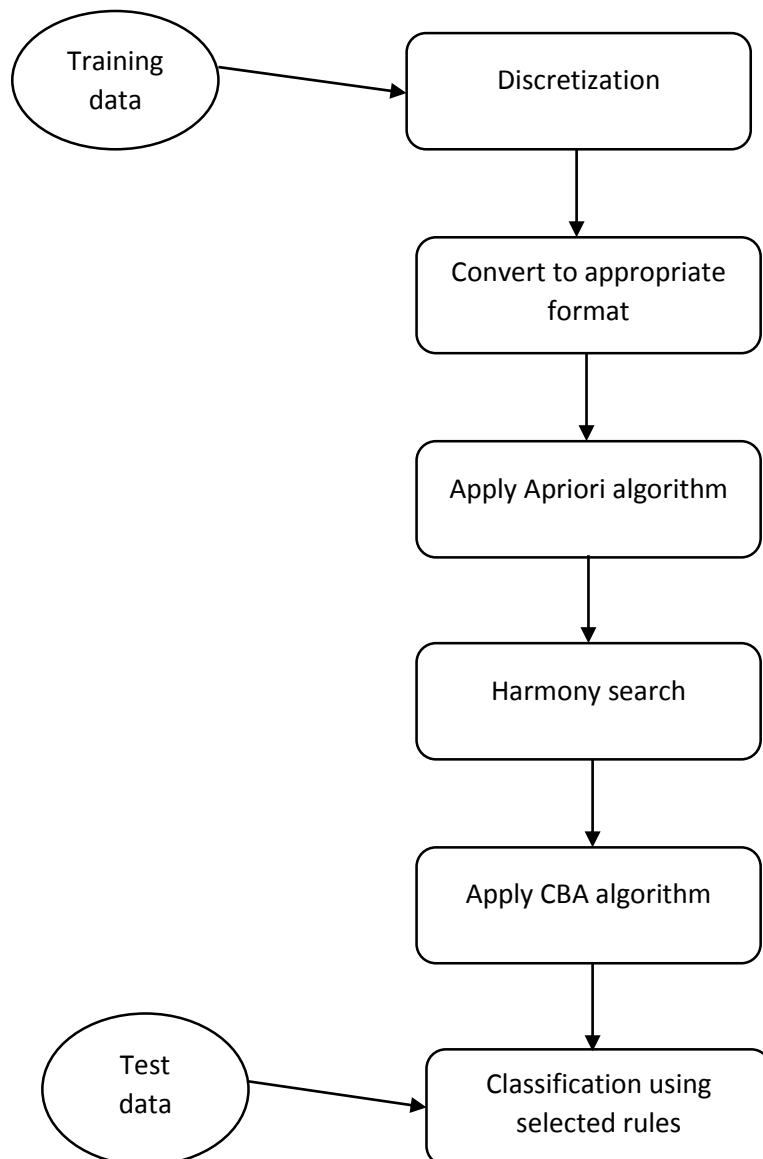 Training
data
Discretization
Convert to appropriate
format
Apply Apriori algorithm
Harmony search
Apply CBA algorithm
Test
data
Classification using
selected rules